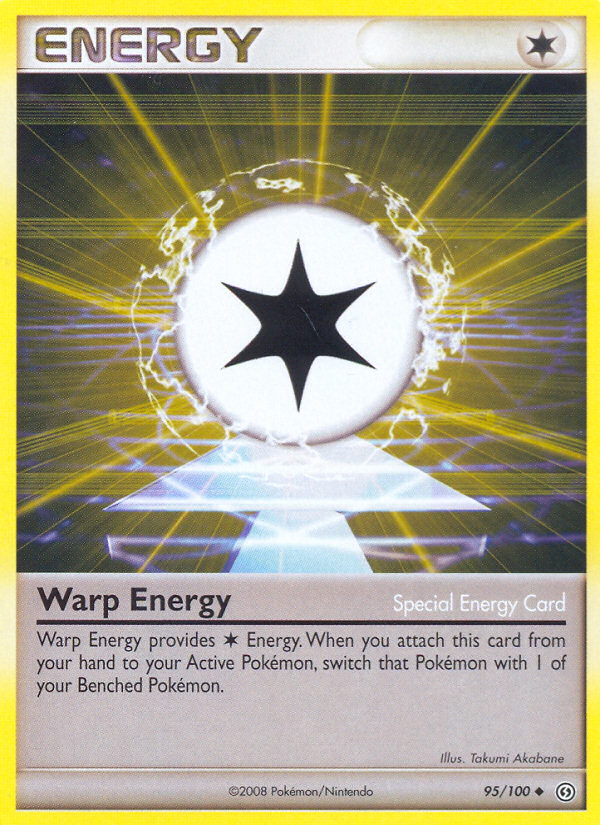 ENERGY
Warp Energy
Special Energy Card
Warp Energy provides ✶ Energy. When you attach this card from
your hand to your Active Pokémon, switch that Pokémon with 1 of
your Benched Pokémon.
Illus. Takumi Akabane
©2008 Pokémon/Nintendo
95/100 ◆